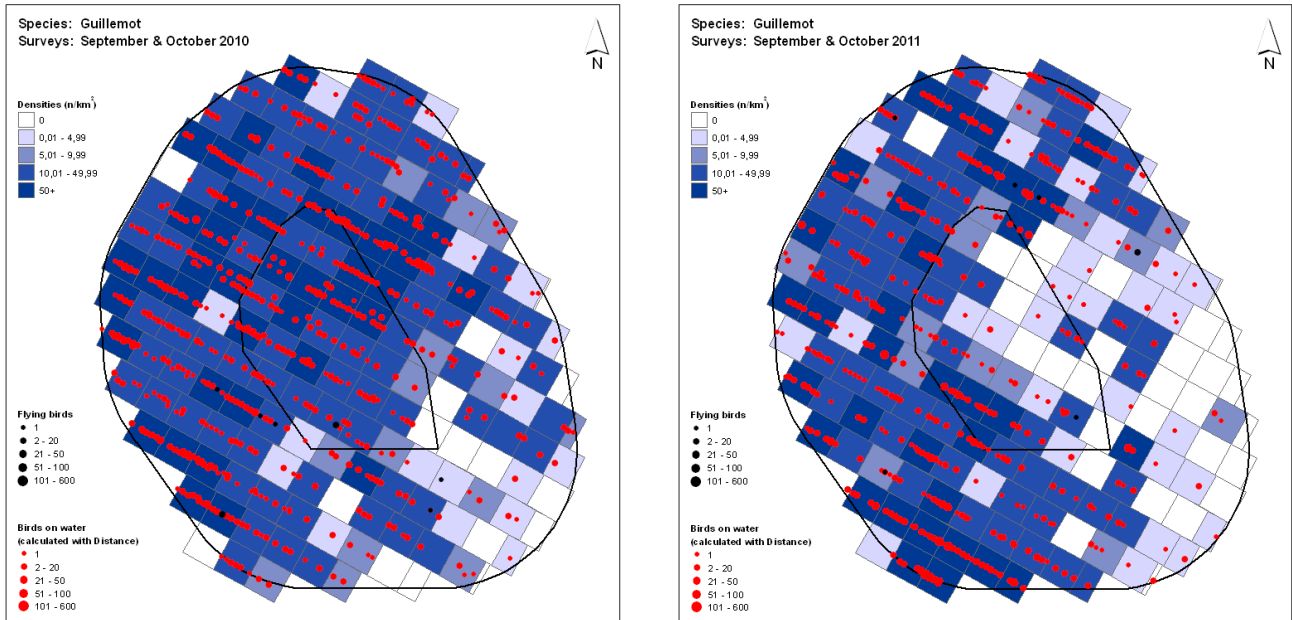 Species: Guillemot
Surveys: September & October 2010
N
Densities (n/km²)
0
0,01 - 4,99
5,01 - 9,99
10,01 - 49,99
50+
Flying birds
1
2 - 20
21 - 50
51 - 100
101 - 600
Birds on water
(calculated with Distance)
1
2 - 20
21 - 50
51 - 100
101 - 600
Species: Guillemot
Surveys: September & October 2011
N
Densities (n/km²)
0
0,01 - 4,99
5,01 - 9,99
10,01 - 49,99
50+
Flying birds
1
2 - 20
21 - 50
51 - 100
101 - 600
Birds on water
(calculated with Distance)
1
2 - 20
21 - 50
51 - 100
101 - 600